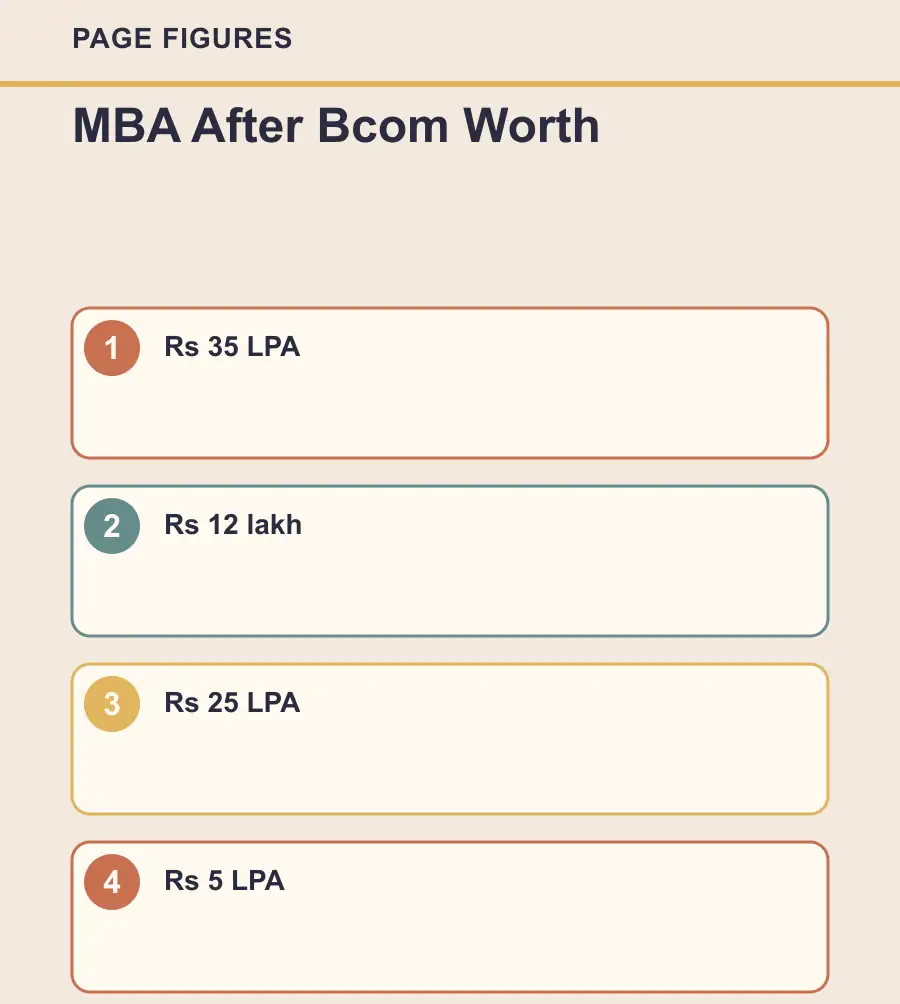 PAGE FIGURES
MBA After Bcom Worth
1 Rs 35 LPA
2 Rs 12 lakh
3 Rs 25 LPA
4 Rs 5 LPA